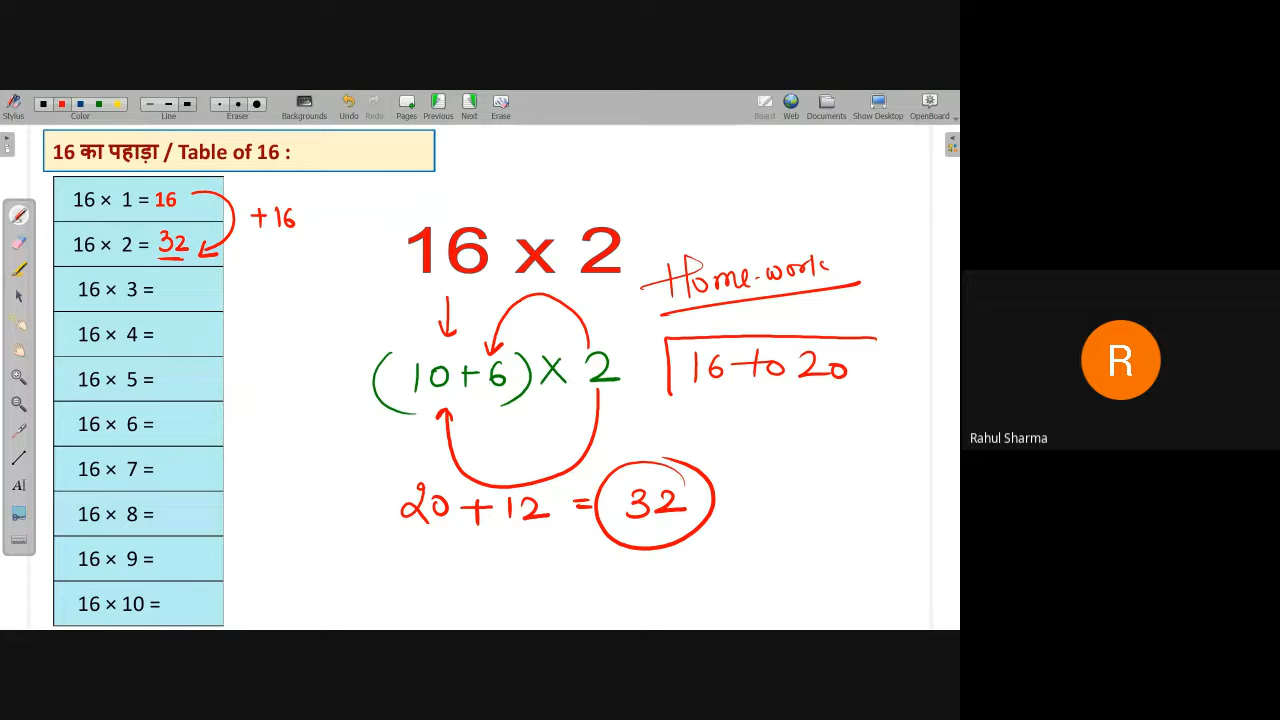 Stylus
Color
Line
Eraser
Backgrounds
Undo
Redo
Pages
Previous
Next
Erase
Board
Web
Documents
Show Desktop
OpenBoard
16 का पहाड़ा / Table of 16 :
16 × 1 = 16
+16
16 × 2 = 32
16 × 3 =
16 × 4 =
16 × 5 =
16 × 6 =
16 × 7 =
16 × 8 =
16 × 9 =
16 × 10 =
16 x 2
(10+6) × 2
20 + 12 = 32
Home-work
16 to 20
R
Rahul Sharma